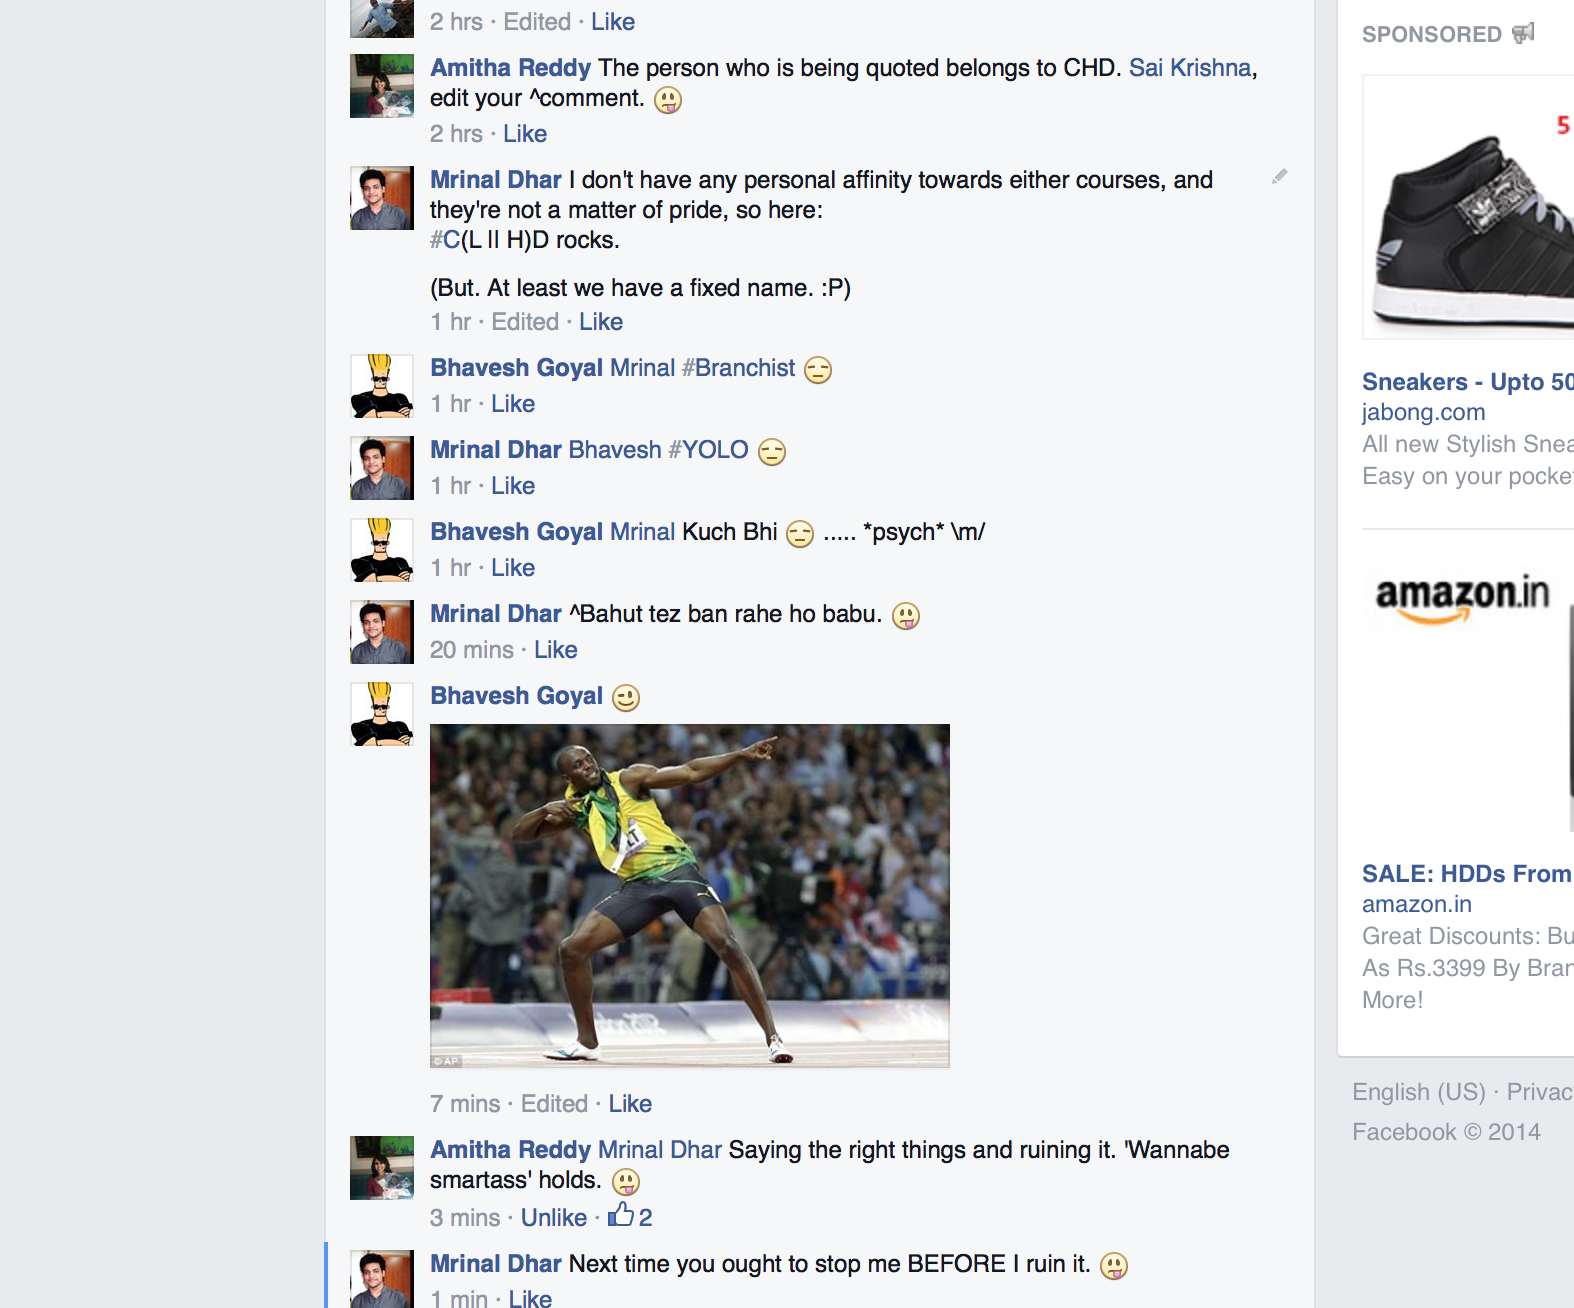 2 hrs · Edited · Like
Amitha Reddy The person who is being quoted belongs to CHD. Sai Krishna,
edit your ^comment.
2 hrs · Like
Mrinal Dhar I don't have any personal affinity towards either courses, and
they're not a matter of pride, so here:
#C(L || H)D rocks.
(But. At least we have a fixed name. :P)
1 hr · Edited · Like
Bhavesh Goyal Mrinal #Branchist
1 hr · Like
Mrinal Dhar Bhavesh #YOLO
1 hr · Like
Bhavesh Goyal Mrinal Kuch Bhi ..... *psych* \m/
1 hr · Like
Mrinal Dhar ^Bahut tez ban rahe ho babu.
20 mins · Like
Bhavesh Goyal
© AP
7 mins · Edited · Like
Amitha Reddy Mrinal Dhar Saying the right things and ruining it. 'Wannabe
smartass' holds.
3 mins · Unlike · 2
Mrinal Dhar Next time you ought to stop me BEFORE I ruin it.
1 min · Like
SPONSORED
5
Sneakers - Upto 50
jabong.com
All new Stylish Snea
Easy on your pocke
amazon.in
SALE: HDDs From
amazon.in
Great Discounts: Bu
As Rs.3399 By Bran
More!
English (US) · Privac
Facebook © 2014